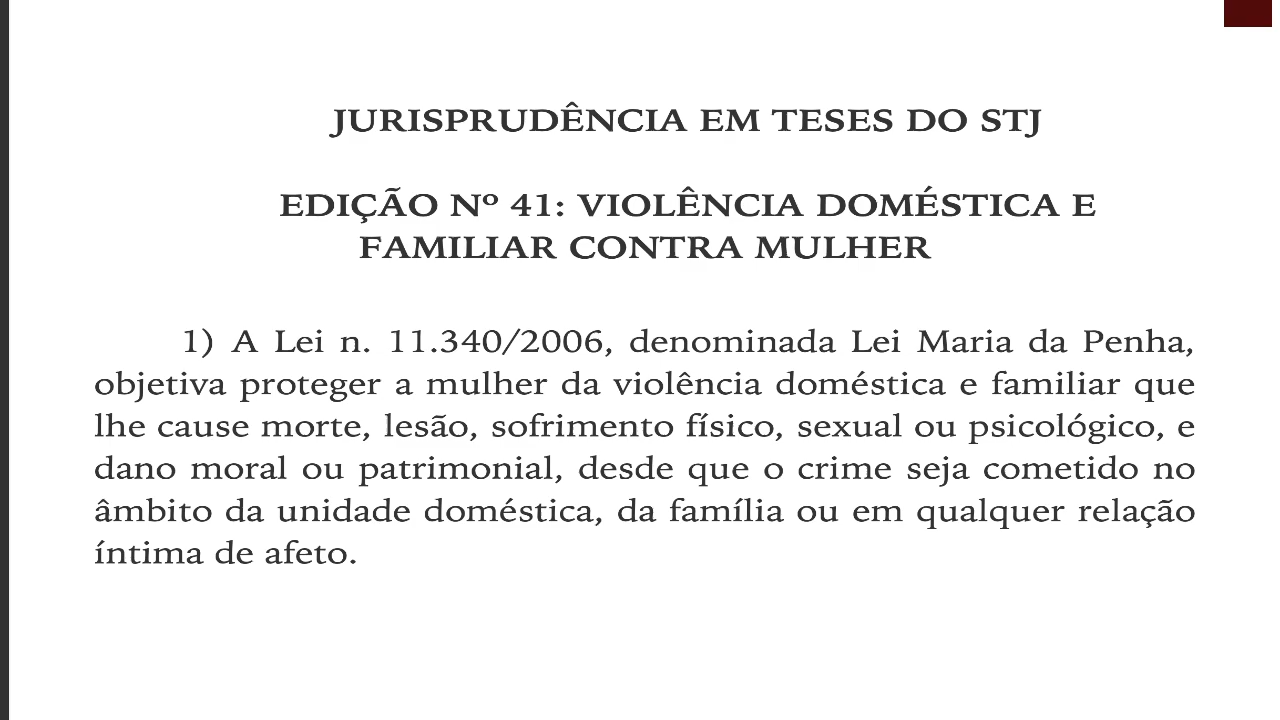 JURISPRUDÊNCIA EM TESES DO STJ
EDIÇÃO Nº 41: VIOLÊNCIA DOMÉSTICA E
FAMILIAR CONTRA MULHER
1) A Lei n. 11.340/2006, denominada Lei Maria da Penha,
objetiva proteger a mulher da violência doméstica e familiar que
lhe cause morte, lesão, sofrimento físico, sexual ou psicológico, e
dano moral ou patrimonial, desde que o crime seja cometido no
âmbito da unidade doméstica, da família ou em qualquer relação
íntima de afeto.